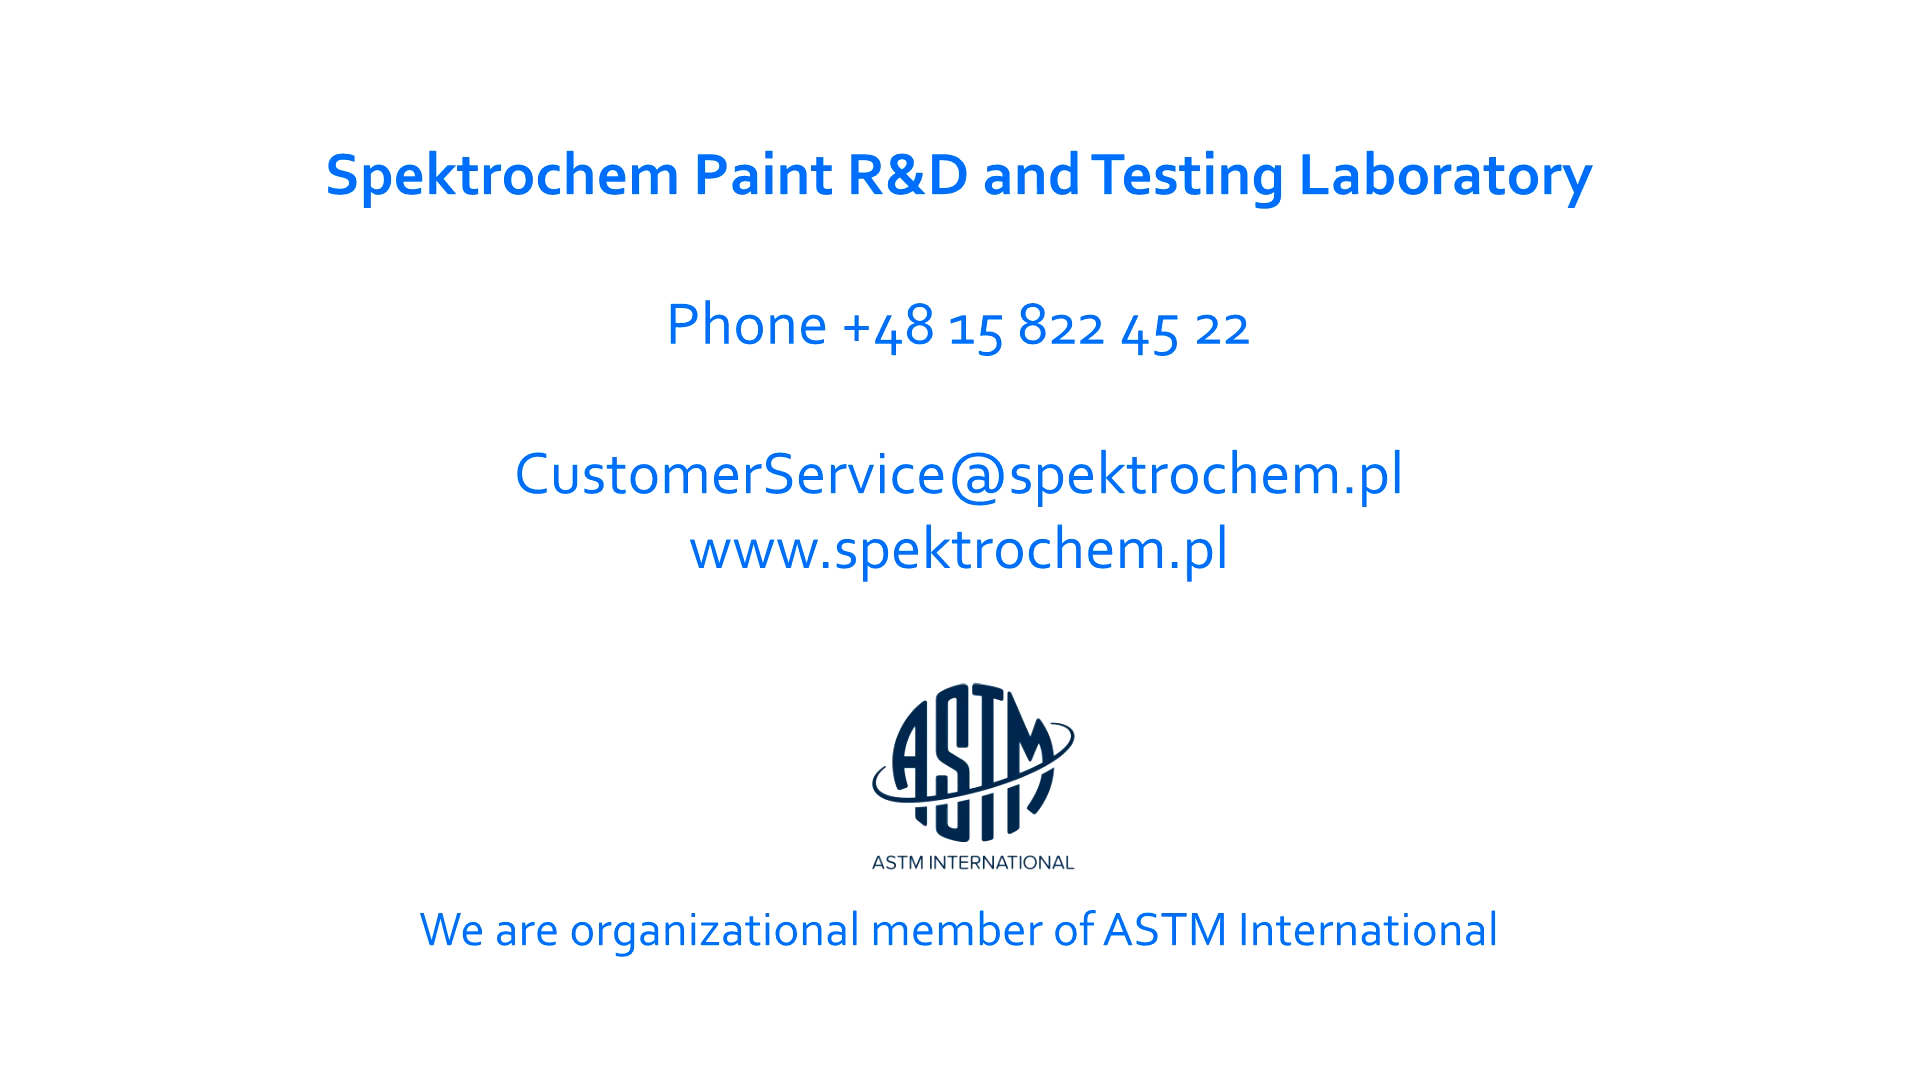 Spektrochem Paint R&D and Testing Laboratory
Phone +48 15 822 45 22
CustomerService@spektrochem.pl
www.spektrochem.pl
ASTM
ASTM INTERNATIONAL
We are organizational member of ASTM International